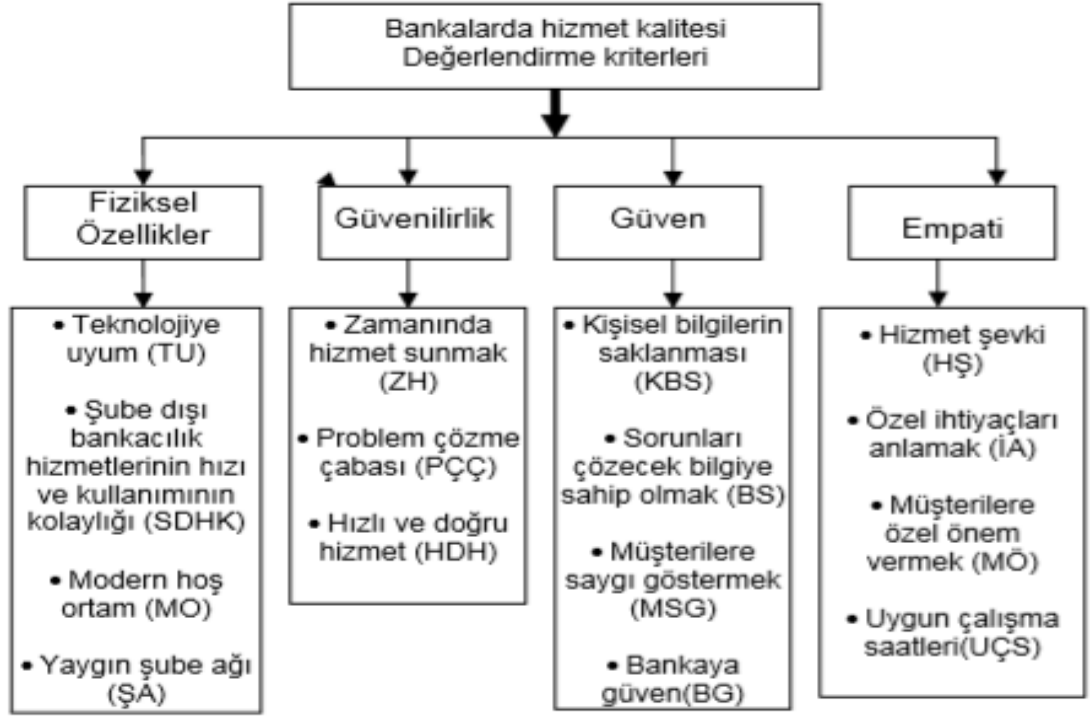 Bankalarda hizmet kalitesi
Değerlendirme kriterleri
Fiziksel
Özellikler
Güvenilirlik
Güven
Empati
• Teknolojiye
uyum (TU)
• Şube dışı
bankacılık
hizmetlerinin hızı
ve kullanımının
kolaylığı (SDHK)
• Modern hoş
ortam (MO)
• Yaygın şube ağı
(ŞA)
• Zamanında
hizmet sunmak
(ZH)
• Problem çözme
çabası (PÇÇ)
• Hızlı ve doğru
hizmet (HDH)
• Kişisel bilgilerin
saklanması
(KBS)
• Sorunları
çözecek bilgiye
sahip olmak (BS)
• Müşterilere
saygı göstermek
(MSG)
• Bankaya
güven(BG)
• Hizmet şevki
(HŞ)
• Özel ihtiyaçları
anlamak (İA)
• Müşterilere
özel önem
vermek (MÖ)
• Uygun çalışma
saatleri(UÇS)